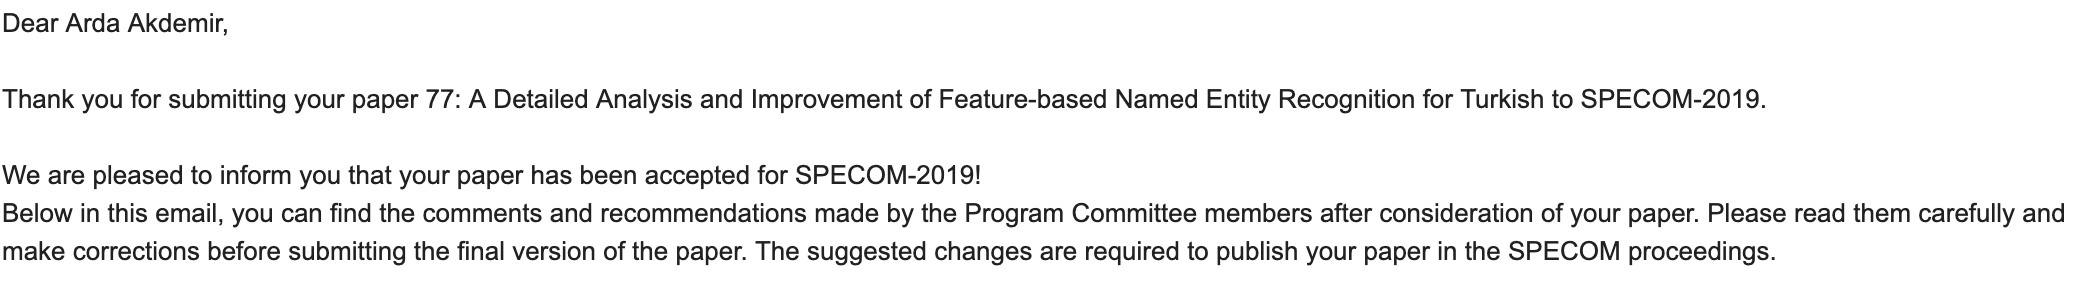 Dear Arda Akdemir,
Thank you for submitting your paper 77: A Detailed Analysis and Improvement of Feature-based Named Entity Recognition for Turkish to SPECOM-2019.
We are pleased to inform you that your paper has been accepted for SPECOM-2019!
Below in this email, you can find the comments and recommendations made by the Program Committee members after consideration of your paper. Please read them carefully and
make corrections before submitting the final version of the paper. The suggested changes are required to publish your paper in the SPECOM proceedings.